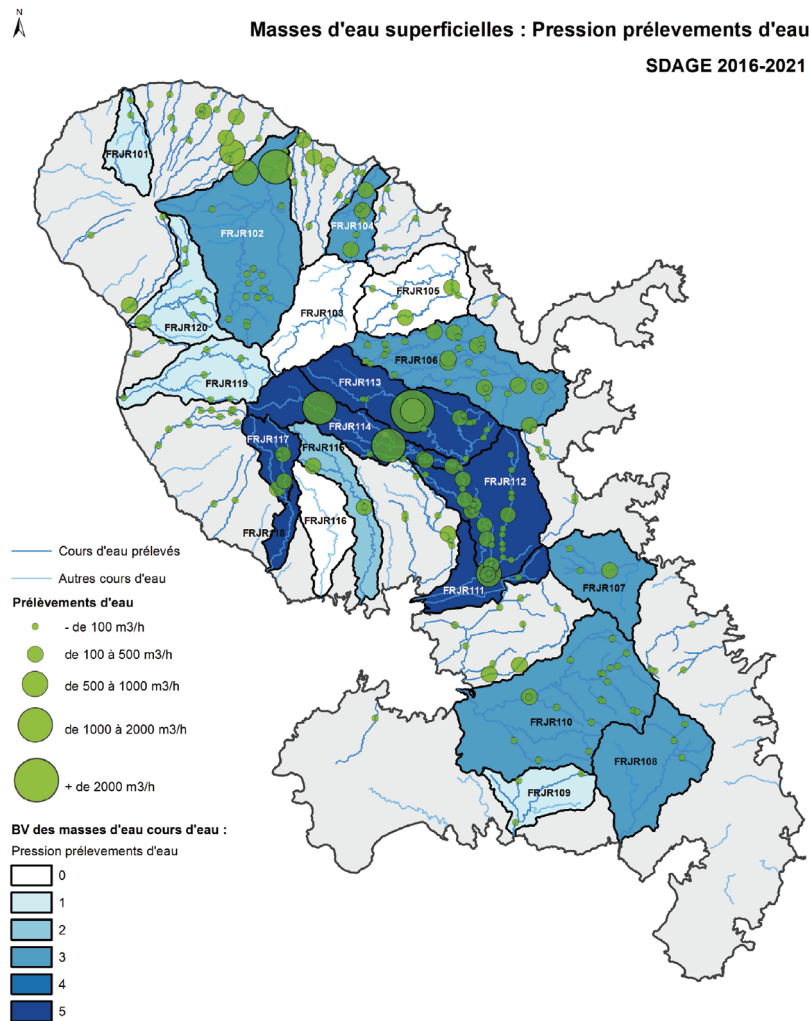 N
Masses d'eau superficielles : Pression prélevements d'eau
SDAGE 2016-2021
FRJR101
FRJR102
FRJR104
FRJR105
FRJR103
FRJR120
FRJR106
FRJR119
FRJR113
FRJR114
FRJR117
FRJR115
FRJR112
FRJR116
FRJR118
FRJR111
FRJR107
FRJR110
FRJR108
FRJR109
Cours d'eau prélevés
Autres cours d'eau
Prélèvements d'eau
- de 100 m3/h
de 100 à 500 m3/h
de 500 à 1000 m3/h
de 1000 à 2000 m3/h
+ de 2000 m3/h
BV des masses d'eau cours d'eau :
Pression prélevements d'eau
0
1
2
3
4
5